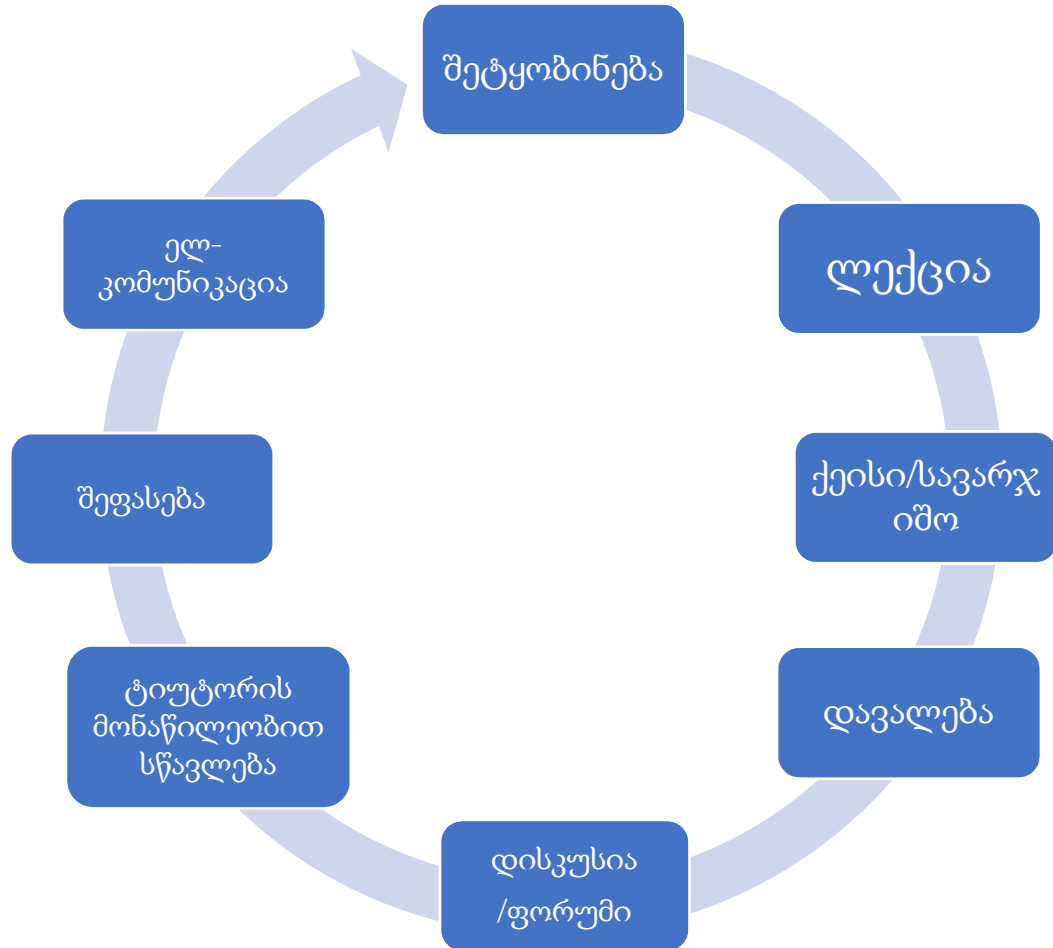 შეტყობინება
ლექცია
ქეისი/სავარჯ
იშო
დავალება
დისკუსია
/ფორუმი
ტიუტორის
მონაწილეობით
სწავლება
შეფასება
ელ-
კომუნიკაცია